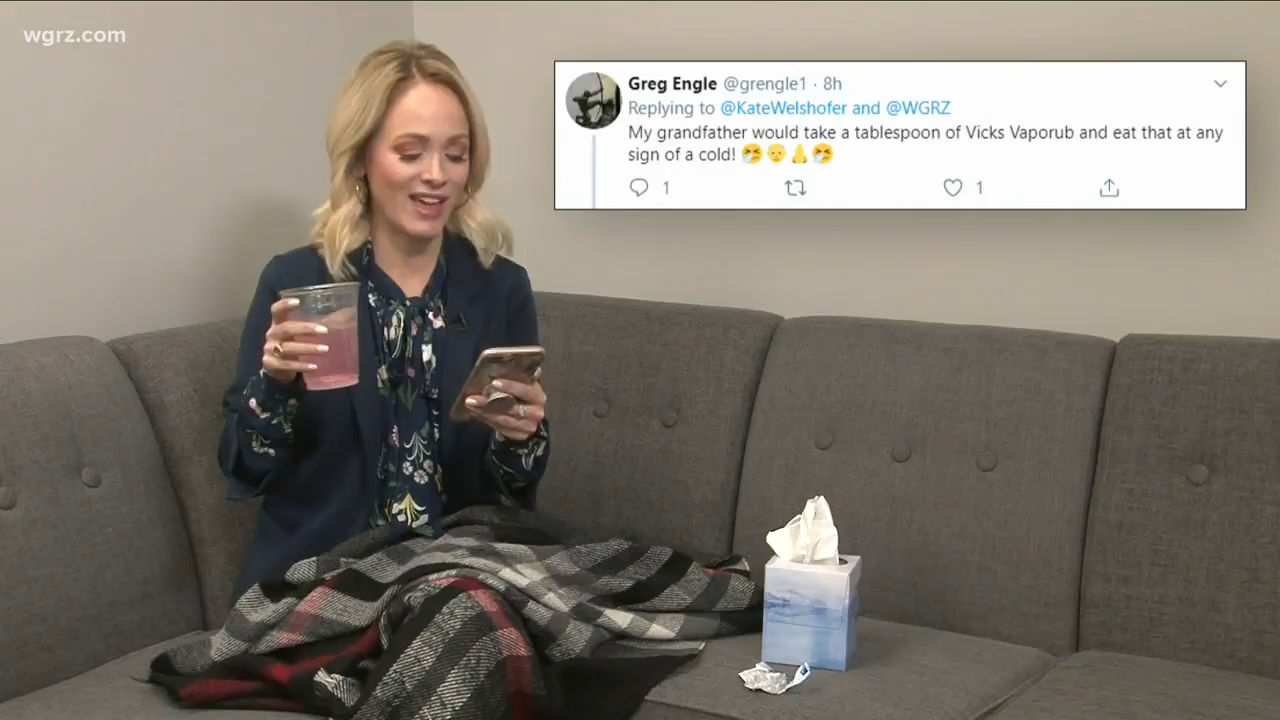 wgrz.com
Greg Engle @grengle1 · 8h
Replying to @KateWelshofer and @WGRZ
My grandfather would take a tablespoon of Vicks Vaporub and eat that at any
sign of a cold! 🤧👴🙏🤧
1 1